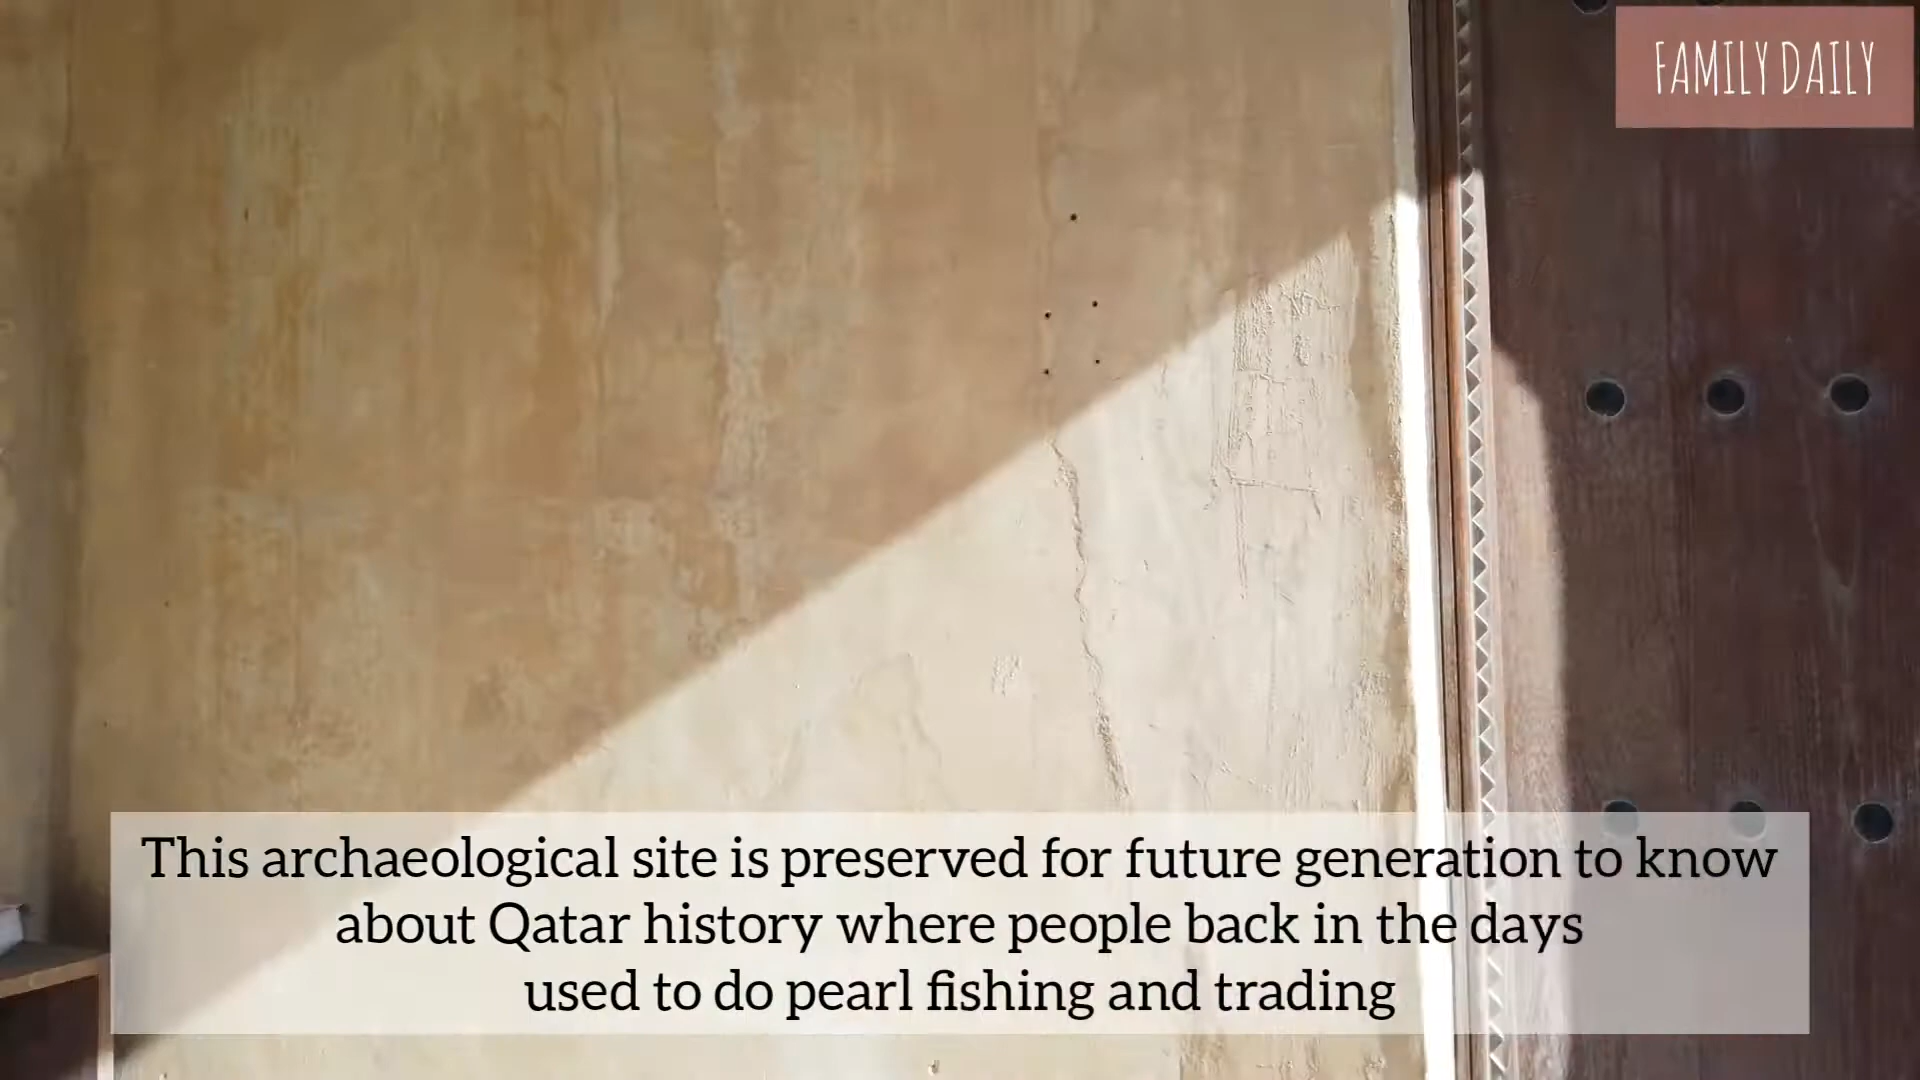 FAMILY DAILY
This archaeological site is preserved for future generation to know
about Qatar history where people back in the days
used to do pearl fishing and trading